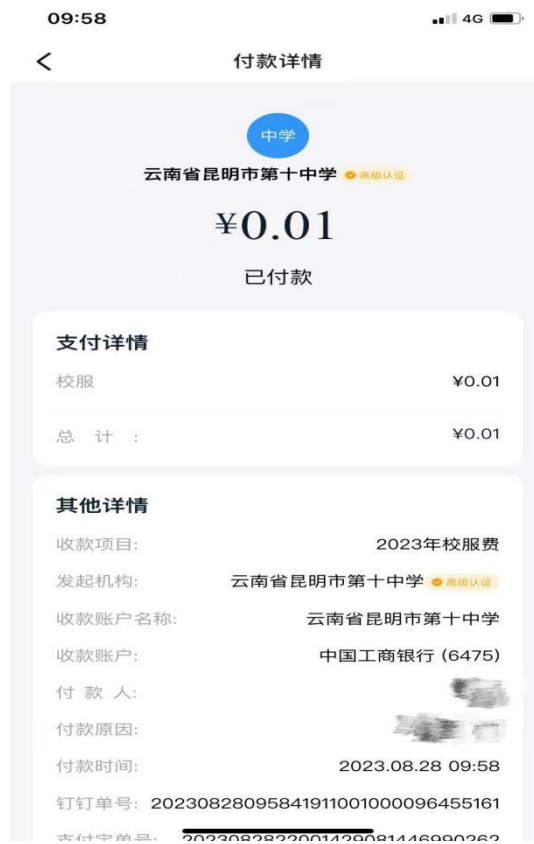 09:58
4G
付款详情
中学
云南省昆明市第十中学 高级认证
¥0.01
已付款
支付详情
校服 ¥0.01
总 计 : ¥0.01
其他详情
收款项目: 2023年校服费
发起机构: 云南省昆明市第十中学 高级认证
收款账户名称: 云南省昆明市第十中学
收款账户: 中国工商银行 (6475)
付 款 人:
付款原因:
付款时间: 2023.08.28 09:58
钉钉单号: 20230828095841911001000096455161
支付宝单号: